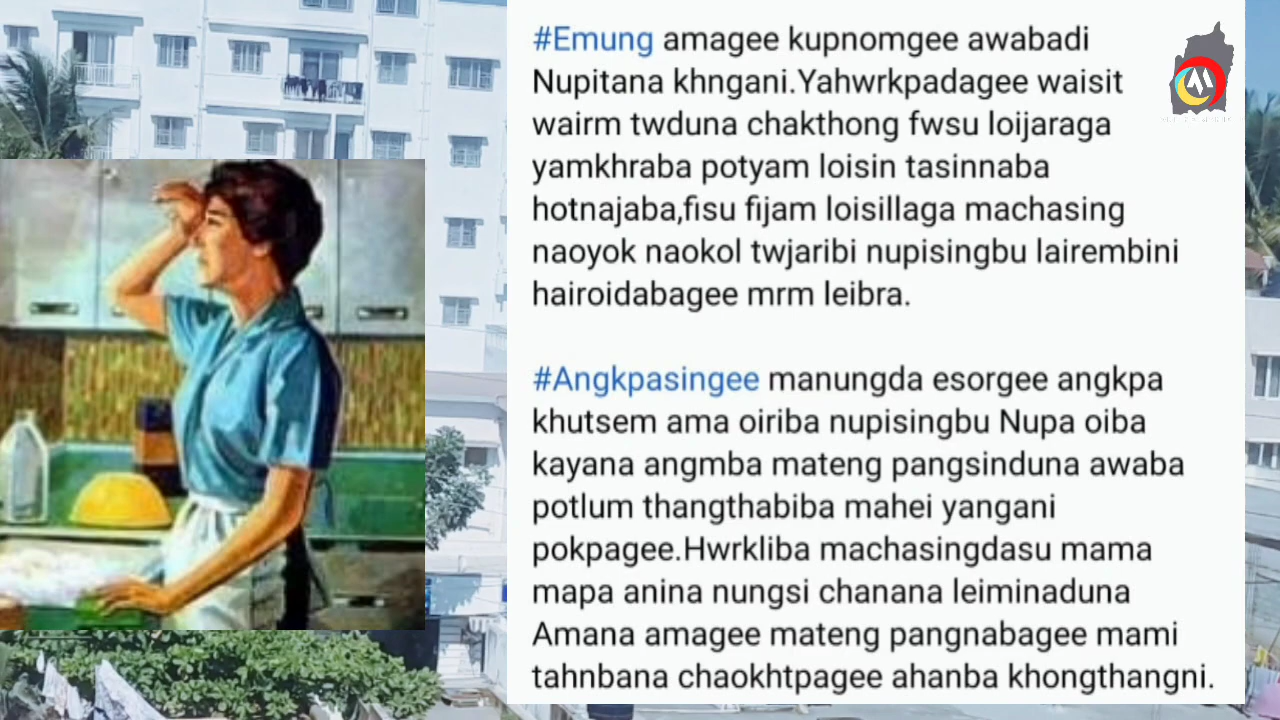 #Emung amagee kupnomgee awabadi
Nupitana khngani.Yahwrkpadagee waisit
wairm twduna chakthong fwsu loijaraga
yamkhraba potyam loisin tasinnaba
hotnajaba,fisu fijam loisillaga machasing
naoyok naokol twjaribi nupisingbu lairembini
hairoidabagee mrm leibra.
#Angkpasingee manungda esorgee angkpa
khutsem ama oiriba nupisingbu Nupa oiba
kayana angmba mateng pangsinduna awaba
potlum thangthabiba mahei yangani
pokpagee.Hwrkliba machasingdasu mama
mapa anina nungsi chanana leiminaduna
Amana amagee mateng pangnabagee mami
tahnbana chaokhtpagee ahanba khongthangni.